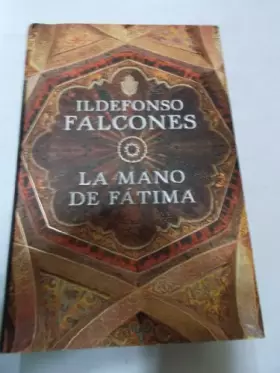 ILDEFONSO
FALCONES
LA MANO
DE FÁTIMA